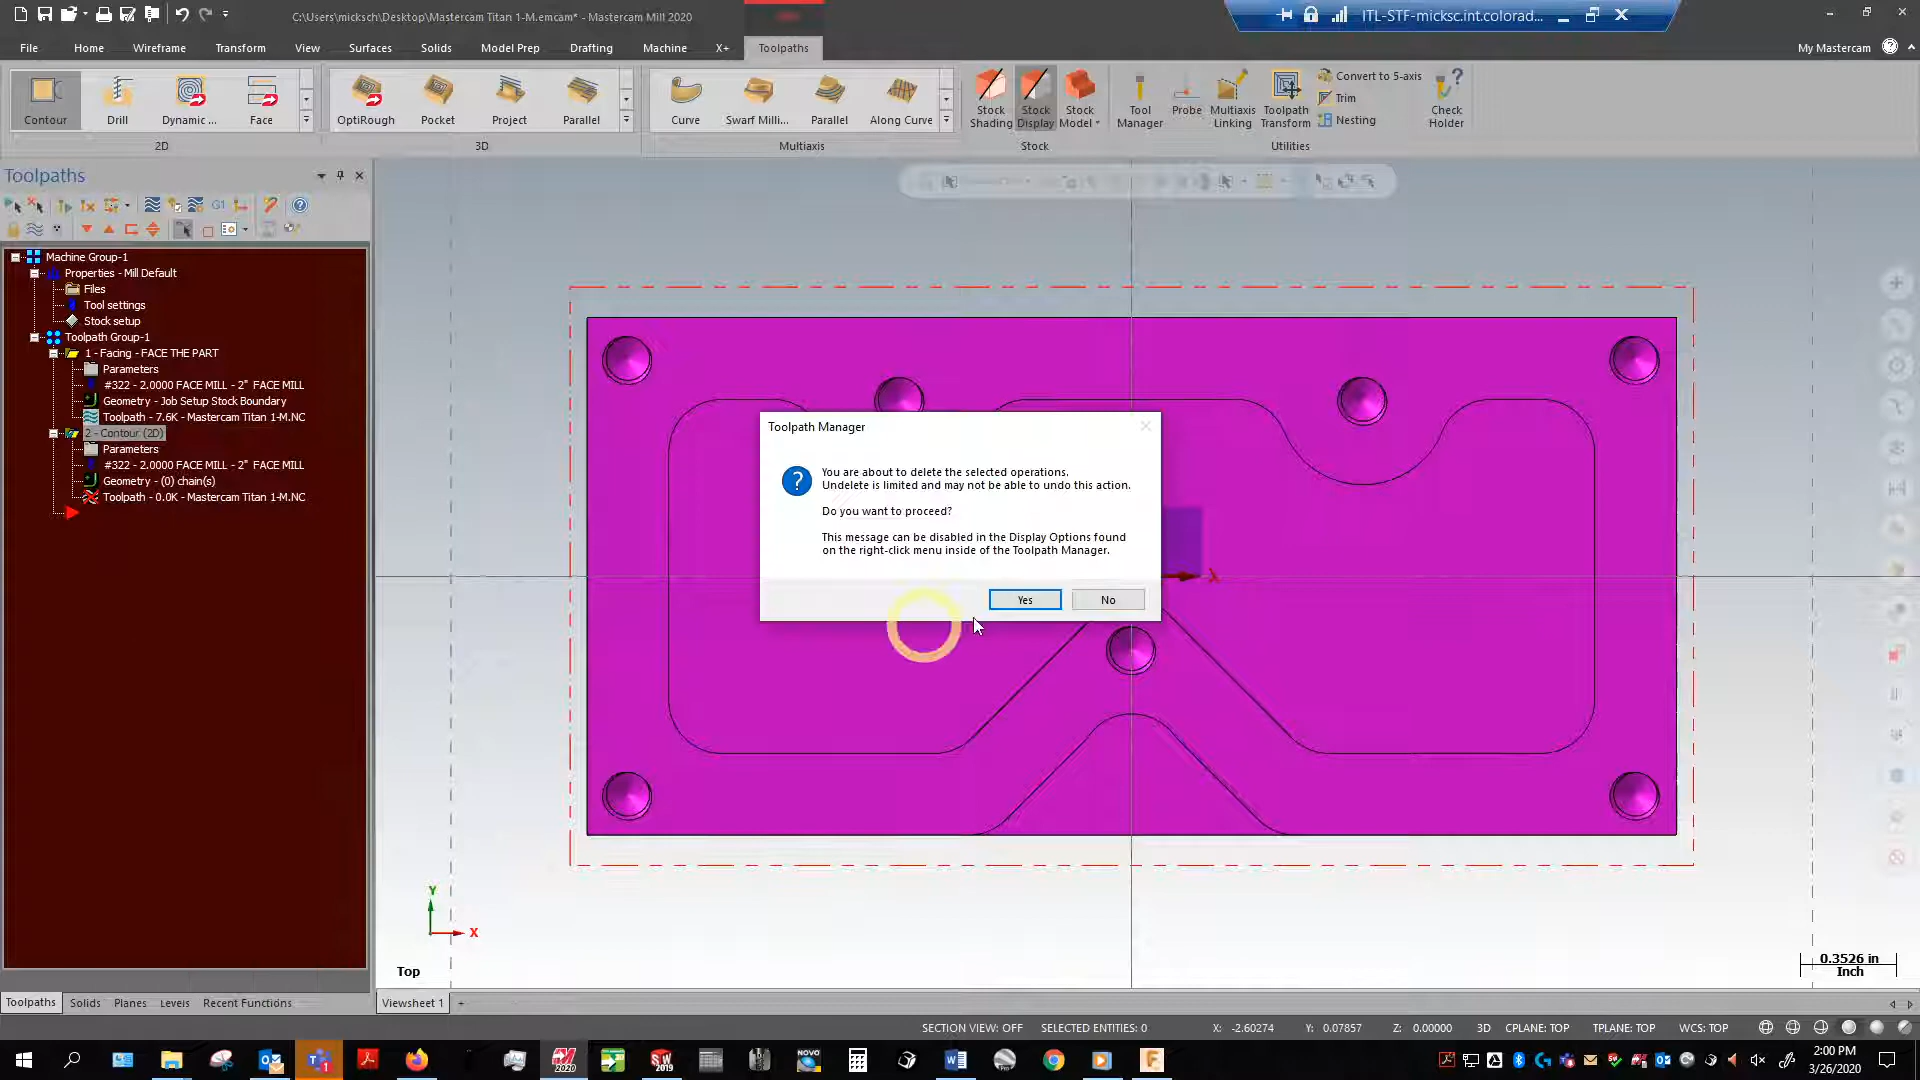 C:\Users\micksch\Desktop\Mastercam Titan 1-M.emcam* - Mastercam Mill 2020
ITL-STF-micksc.int.colorad...
File Home Wireframe Transform View Surfaces Solids Model Prep Drafting Machine X+ Toolpaths
My Mastercam
Contour Drill Dynamic ... Face
2D
OptiRough Pocket Project Parallel
3D
Curve Swarf Milli... Parallel Along Curve
Multiaxis
Stock Shading
Stock Display
Stock Model
Stock
Tool Manager
Probe
Multiaxis Linking
Toolpath Transform
Convert to 5-axis
Trim
Nesting
Check Holder
Utilities
Toolpaths
G1
Machine Group-1
Properties - Mill Default
Files
Tool settings
Stock setup
Toolpath Group-1
1 - Facing - FACE THE PART
Parameters
#322 - 2.0000 FACE MILL - 2" FACE MILL
Geometry - Job Setup Stock Boundary
Toolpath - 7.6K - Mastercam Titan 1-M.NC
2 - Contour (2D)
Parameters
#322 - 2.0000 FACE MILL - 2" FACE MILL
Geometry - (0) chain(s)
Toolpath - 0.0K - Mastercam Titan 1-M.NC
Toolpath Manager
You are about to delete the selected operations.
Undelete is limited and may not be able to undo this action.
Do you want to proceed?
This message can be disabled in the Display Options found
on the right-click menu inside of the Toolpath Manager.
Yes No
X
Y
X
Top
0.3526 in
Inch
Toolpaths Solids Planes Levels Recent Functions
Viewsheet 1 +
SECTION VIEW: OFF SELECTED ENTITIES: 0 X: -2.60274 Y: 0.07857 Z: 0.00000 3D CPLANE: TOP TPLANE: TOP WCS: TOP
2020
SW 2019
NOVO
2:00 PM
3/26/2020